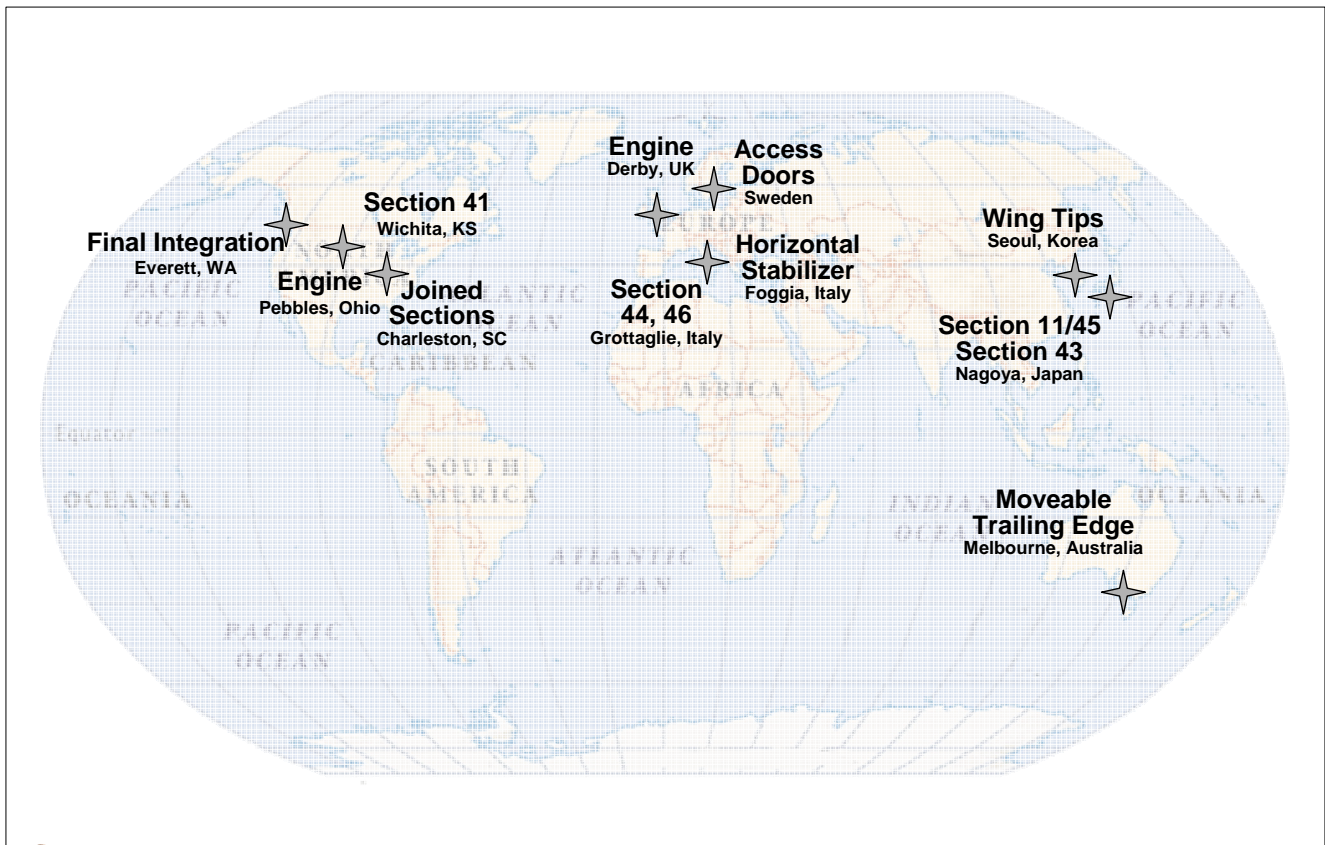 Engine
Derby, UK
Access
Doors
Sweden
Section 41
Wichita, KS
Final Integration
Everett, WA
Engine
Pebbles, Ohio
Joined
Sections
Charleston, SC
Horizontal
Stabilizer
Foggia, Italy
Section
44, 46
Grottaglie, Italy
Wing Tips
Seoul, Korea
Section 11/45
Section 43
Nagoya, Japan
Moveable
Trailing Edge
Melbourne, Australia
PACIFIC
OCEAN
OCEAN
CARIBBEAN
AFRICA
PACIFIC
OCEAN
Equator
SOUTH
AMERICA
OCEANIA
INDIAN
OCEAN
OCEANIA
ATLANTIC
OCEAN
PACIFIC
OCEAN